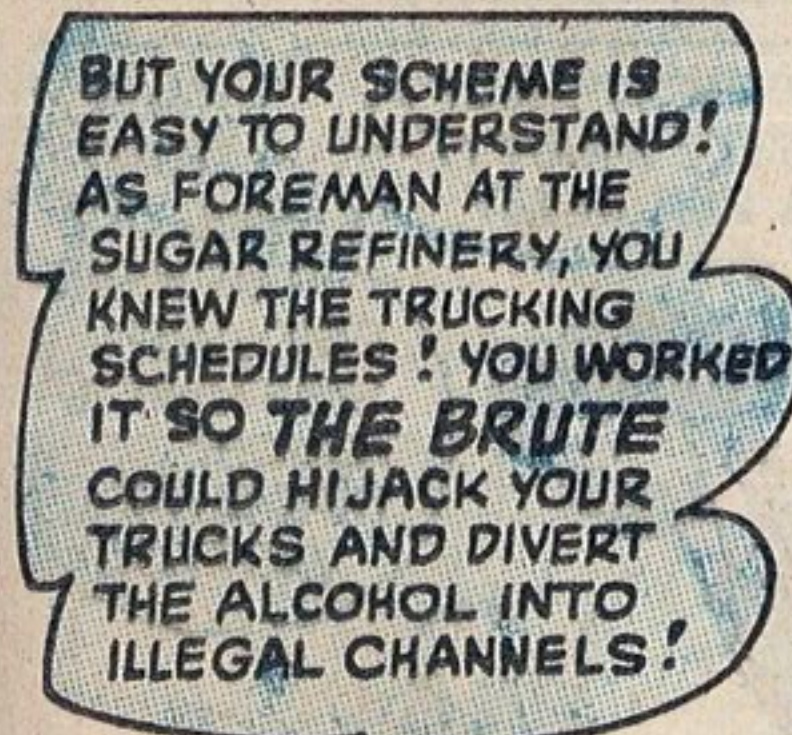 BUT YOUR SCHEME IS
EASY TO UNDERSTAND!
AS FOREMAN AT THE
SUGAR REFINERY, YOU
KNEW THE TRUCKING
SCHEDULES! YOU WORKED
IT SO THE BRUTE
COULD HIJACK YOUR
TRUCKS AND DIVERT
THE ALCOHOL INTO
ILLEGAL CHANNELS!